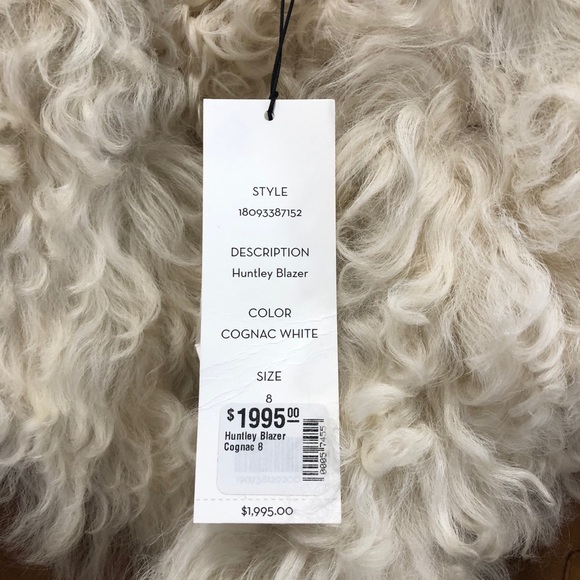 STYLE
18093387152
DESCRIPTION
Huntley Blazer
COLOR
COGNAC WHITE
SIZE
8
$1995.00
Huntley Blazer
Cognac 8
$1,995.00